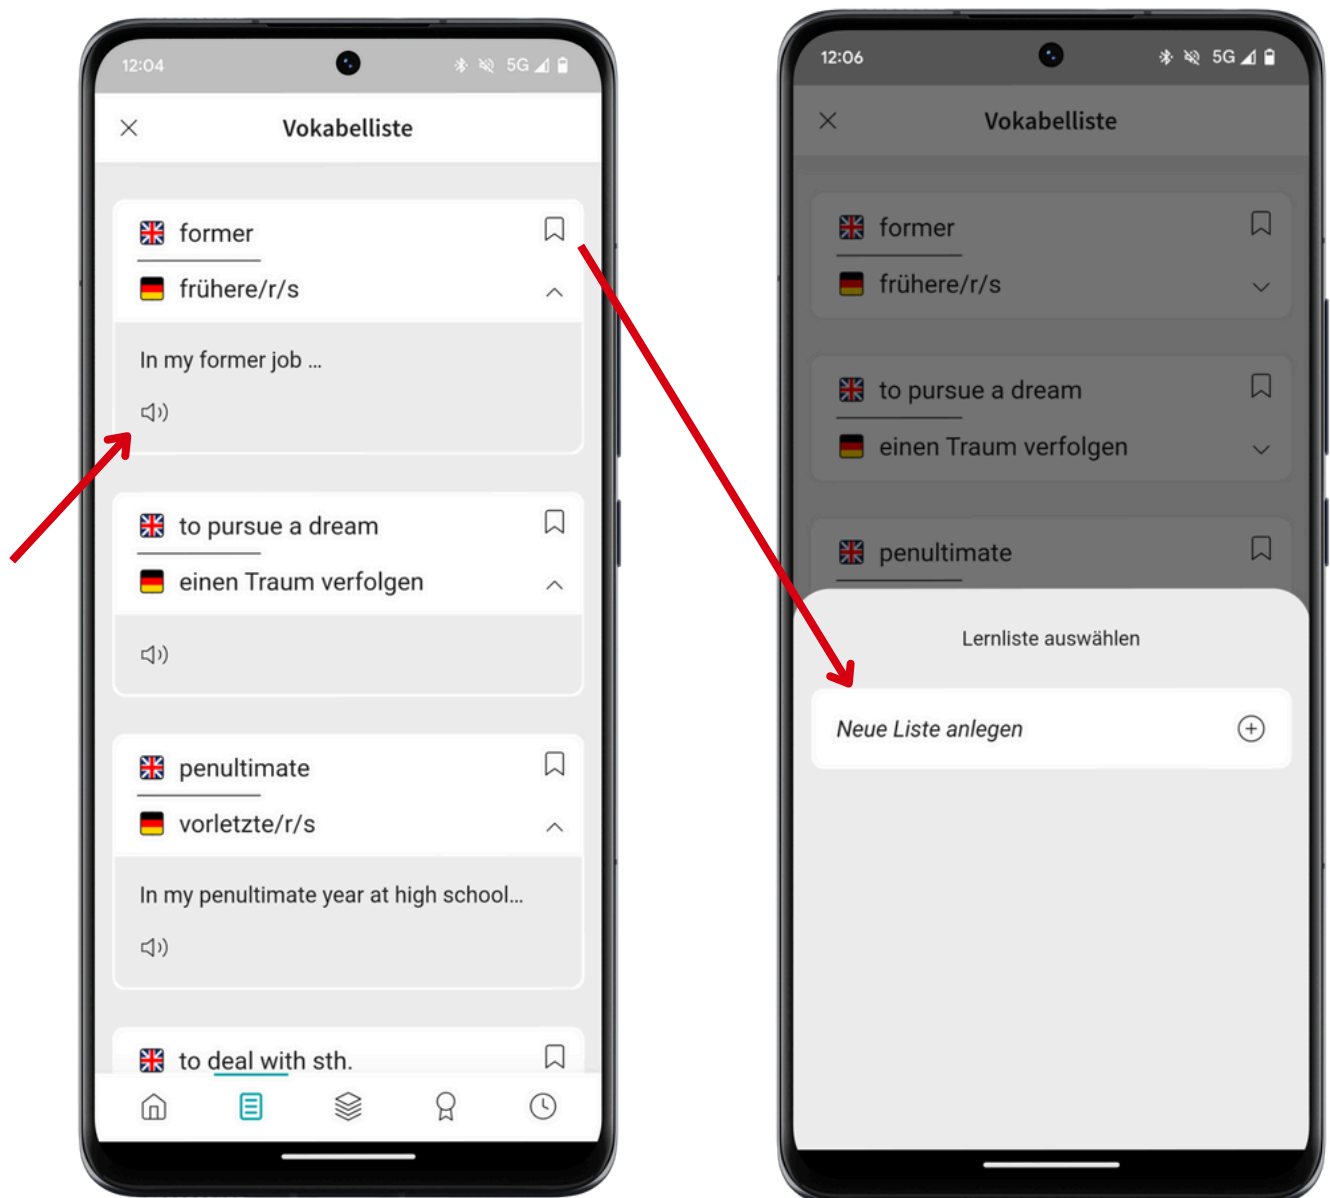 12:04
5G
Vokabelliste
former
frühere/r/s
In my former job ...
to pursue a dream
einen Traum verfolgen
penultimate
vorletzte/r/s
In my penultimate year at high school...
to deal with sth.
12:06
5G
Vokabelliste
former
frühere/r/s
to pursue a dream
einen Traum verfolgen
penultimate
Lernliste auswählen
Neue Liste anlegen